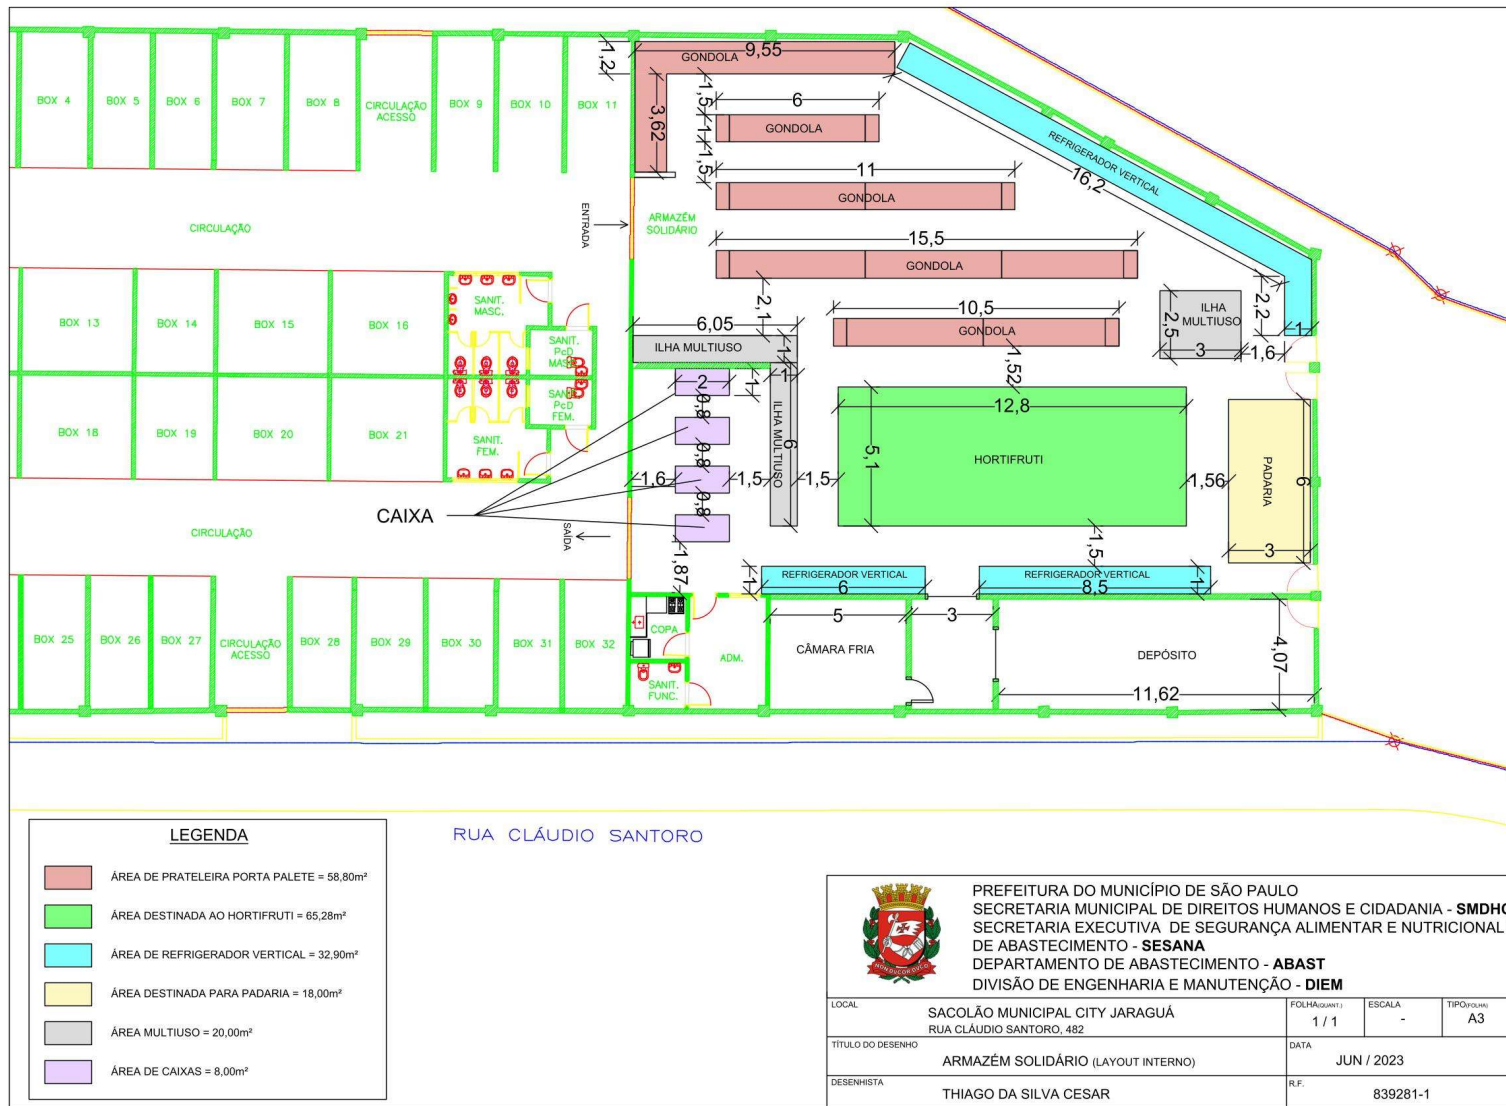 BOX 4
BOX 5
BOX 6
BOX 7
BOX 8
CIRCULAÇÃO
ACESSO
BOX 9
BOX 10
BOX 11
1,2
GONDOLA
9,55
3,62
1,5
6
1
GONDOLA
1,5
11
GONDOLA
REFRIGERADOR VERTICAL
16,2
CIRCULAÇÃO
ENTRADA
ARMAZÉM
SOLIDÁRIO
15,5
GONDOLA
BOX 13
BOX 14
BOX 15
BOX 16
SANIT.
MASC.
SANIT.
PcD
MASC.
6,05
2,1
ILHA MULTIUSO
1
10,5
GONDOLA
1,52
2,5
ILHA
MULTIUSO
3
2,2
1
1,6
BOX 18
BOX 19
BOX 20
BOX 21
SANIT.
PcD
FEM.
SANIT.
FEM.
2
1
1
0,8
0,8
0,8
1,6
1,5
ILHA MULTIUSO
6
1,5
12,8
5,1
HORTIFRUTI
1,56
PADARIA
6
3
CAIXA
CIRCULAÇÃO
SAÍDA
1,87
1
REFRIGERADOR VERTICAL
6
1,5
REFRIGERADOR VERTICAL
8,5
1
BOX 25
BOX 26
BOX 27
CIRCULAÇÃO
ACESSO
BOX 28
BOX 29
BOX 30
BOX 31
BOX 32
COPA
SANIT.
FUNC.
ADM.
5
CÂMARA FRIA
3
DEPÓSITO
4,07
11,62
RUA CLÁUDIO SANTORO
LEGENDA
ÁREA DE PRATELEIRA PORTA PALETE = 58,80m²
ÁREA DESTINADA AO HORTIFRUTI = 65,28m²
ÁREA DE REFRIGERADOR VERTICAL = 32,90m²
ÁREA DESTINADA PARA PADARIA = 18,00m²
ÁREA MULTIUSO = 20,00m²
ÁREA DE CAIXAS = 8,00m²
PREFEITURA DO MUNICÍPIO DE SÃO PAULO
SECRETARIA MUNICIPAL DE DIREITOS HUMANOS E CIDADANIA - SMDHC
SECRETARIA EXECUTIVA DE SEGURANÇA ALIMENTAR E NUTRICIONAL
DE ABASTECIMENTO - SESANA
DEPARTAMENTO DE ABASTECIMENTO - ABAST
DIVISÃO DE ENGENHARIA E MANUTENÇÃO - DIEM
LOCAL
SACOLÃO MUNICIPAL CITY JARAGUÁ
RUA CLÁUDIO SANTORO, 482
FOLHA(QUANT.)
1 / 1
ESCALA
-
TIPO(FOLHA)
A3
TÍTULO DO DESENHO
ARMAZÉM SOLIDÁRIO (LAYOUT INTERNO)
DATA
JUN / 2023
DESENHISTA
THIAGO DA SILVA CESAR
R.F.
839281-1